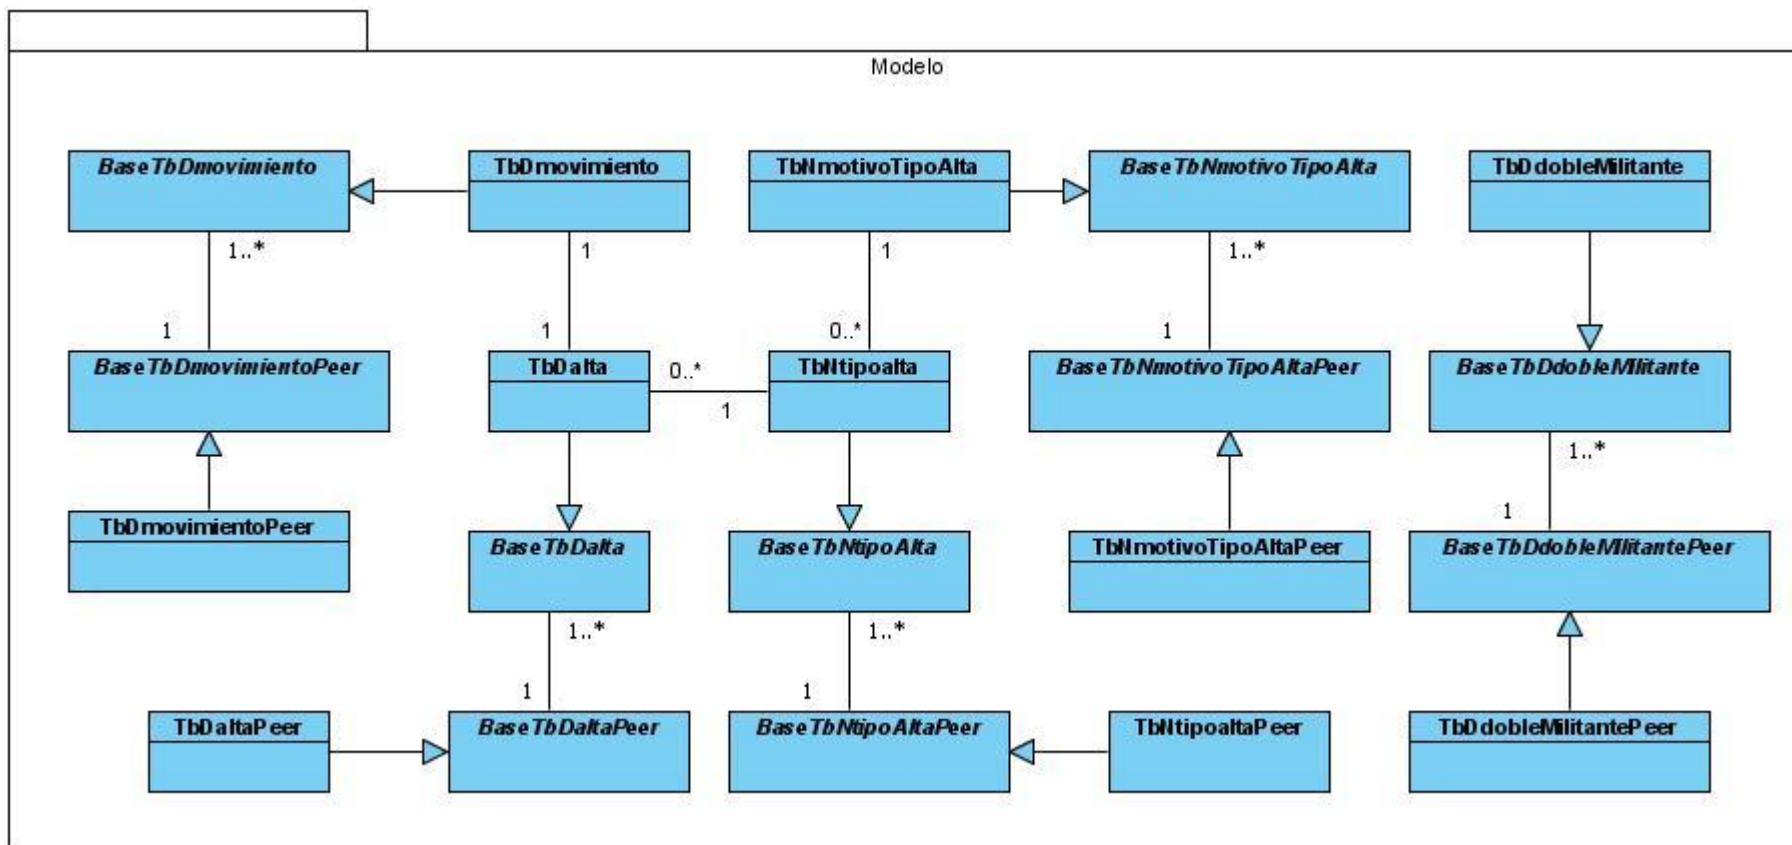 Modelo
BaseTbDmovimiento
TbDmovimiento
TbNmotivoTipoAlta
BaseTbNmotivoTipoAlta
TbDdobleMilitante
1..*
1
1
1..*
1
1
0..*
1
BaseTbDmovimientoPeer
TbDalta
0..*
1
TbNtipoalta
BaseTbNmotivoTipoAltaPeer
BaseTbDdobleMilitante
1..*
1
TbDmovimientoPeer
BaseTbDalta
BaseTbNtipoAlta
TbNmotivoTipoAltaPeer
BaseTbDdobleMilitantePeer
1..*
1..*
1
1
TbDaltaPeer
BaseTbDaltaPeer
BaseTbNtipoAltaPeer
TbNtipoaltaPeer
TbDdobleMilitantePeer